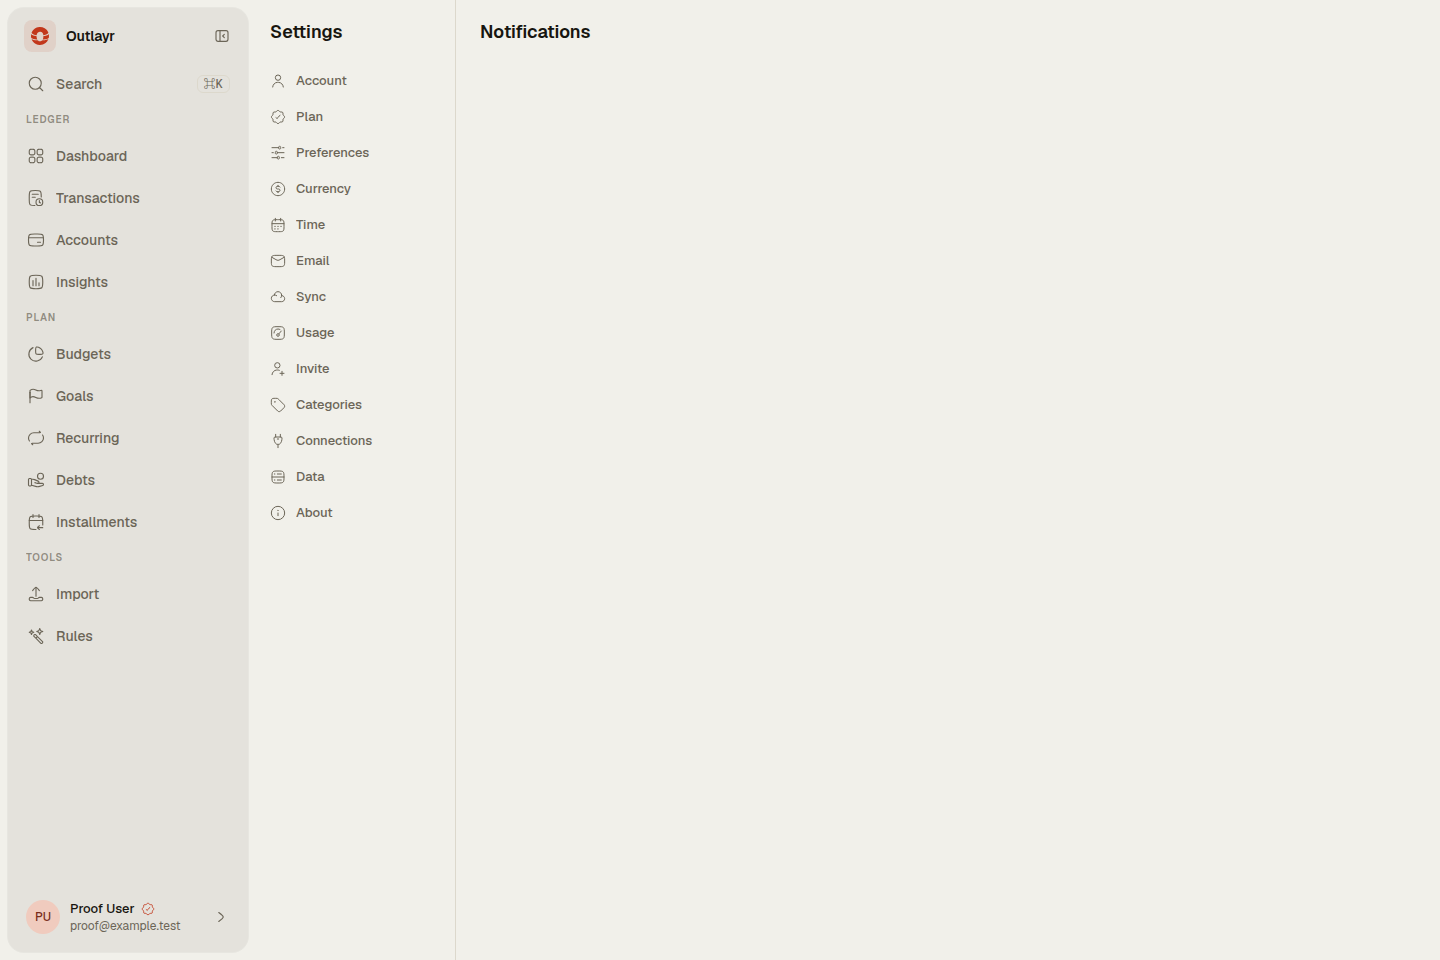 Outlayr
Search ⌘K
LEDGER
Dashboard
Transactions
Accounts
Insights
PLAN
Budgets
Goals
Recurring
Debts
Installments
TOOLS
Import
Rules
PU
Proof User
proof@example.test
Settings
Account
Plan
Preferences
Currency
Time
Email
Sync
Usage
Invite
Categories
Connections
Data
About
Notifications